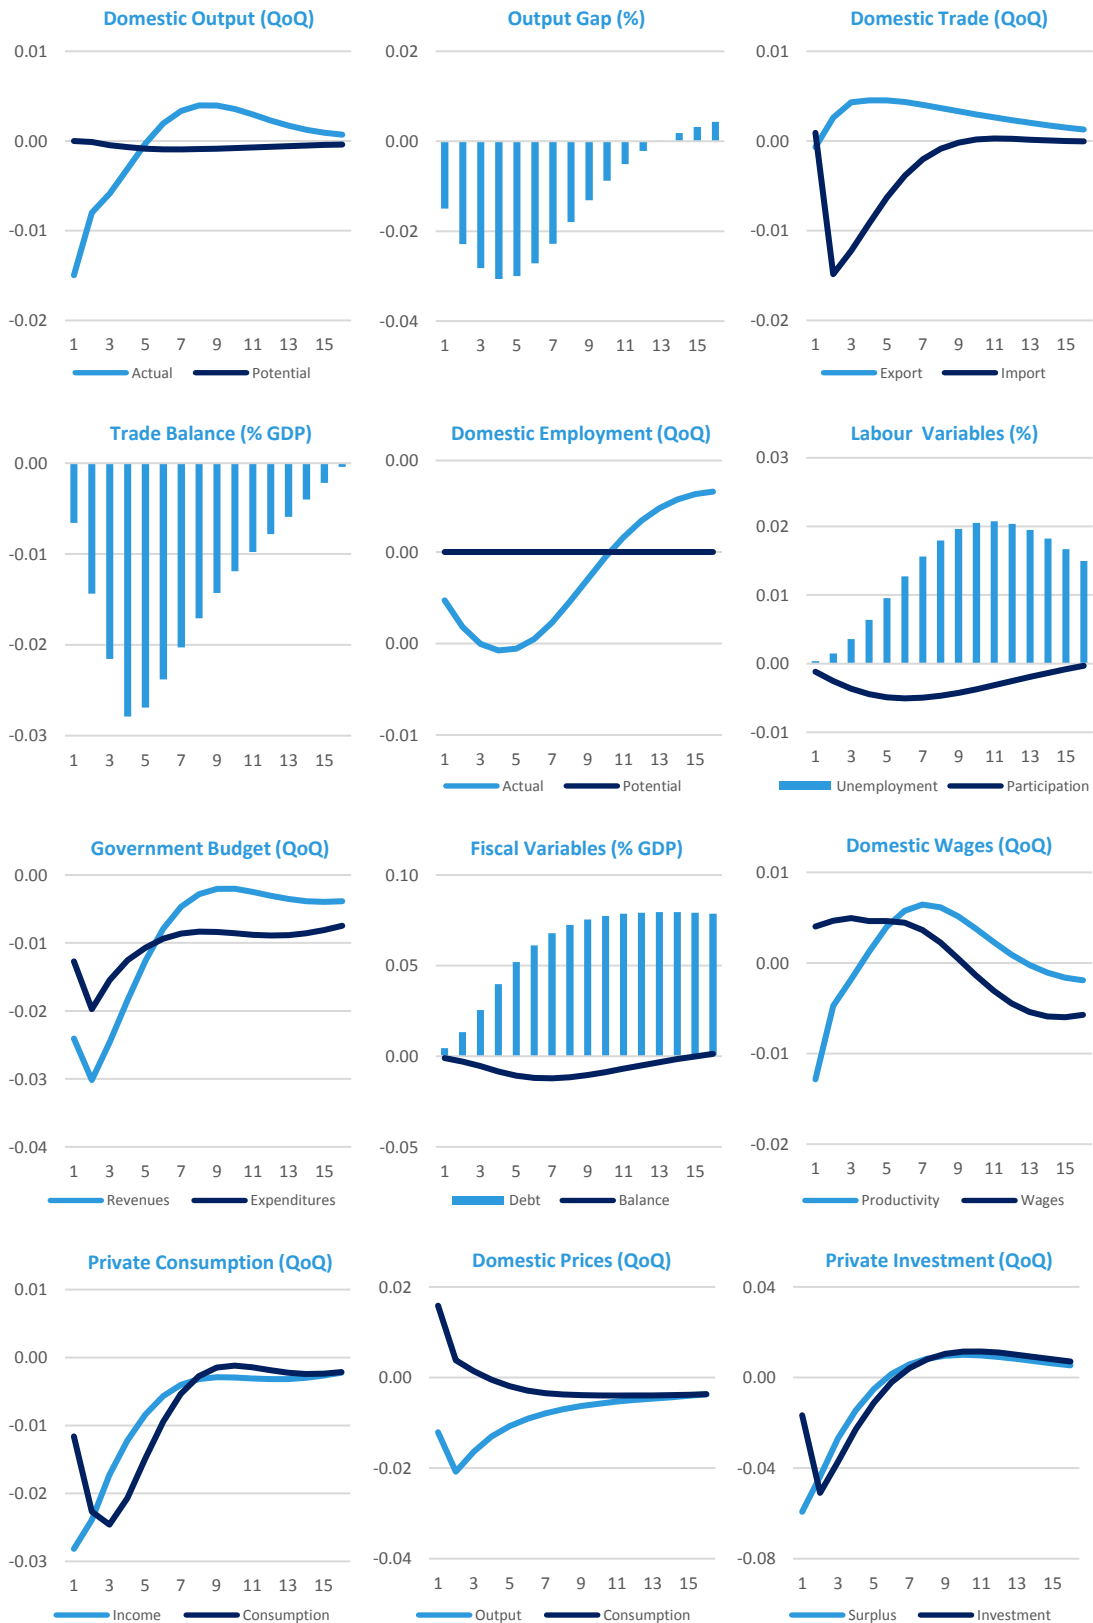 Domestic Output (QoQ)
0.01
0.00
-0.01
-0.02
1 3 5 7 9 11 13 15
Actual Potential
Output Gap (%)
0.02
0.00
-0.02
-0.04
1 3 5 7 9 11 13 15
Domestic Trade (QoQ)
0.01
0.00
-0.01
-0.02
1 3 5 7 9 11 13 15
Export Import
Trade Balance (% GDP)
0.00
-0.01
-0.02
-0.03
1 3 5 7 9 11 13 15
Domestic Employment (QoQ)
0.00
0.00
0.00
-0.01
1 3 5 7 9 11 13 15
Actual Potential
Labour Variables (%)
0.03
0.02
0.01
0.00
-0.01
1 3 5 7 9 11 13 15
Unemployment Participation
Government Budget (QoQ)
0.00
-0.01
-0.02
-0.03
-0.04
1 3 5 7 9 11 13 15
Revenues Expenditures
Fiscal Variables (% GDP)
0.10
0.05
0.00
-0.05
1 3 5 7 9 11 13 15
Debt Balance
Domestic Wages (QoQ)
0.01
0.00
-0.01
-0.02
1 3 5 7 9 11 13 15
Productivity Wages
Private Consumption (QoQ)
0.01
0.00
-0.01
-0.02
-0.03
1 3 5 7 9 11 13 15
Income Consumption
Domestic Prices (QoQ)
0.02
0.00
-0.02
-0.04
1 3 5 7 9 11 13 15
Output Consumption
Private Investment (QoQ)
0.04
0.00
-0.04
-0.08
1 3 5 7 9 11 13 15
Surplus Investment